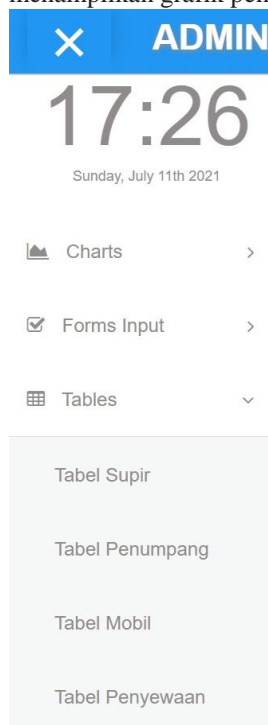 ADMIN
17:26
Sunday, July 11th 2021
Charts
Forms Input
Tables
Tabel Supir
Tabel Penumpang
Tabel Mobil
Tabel Penyewaan